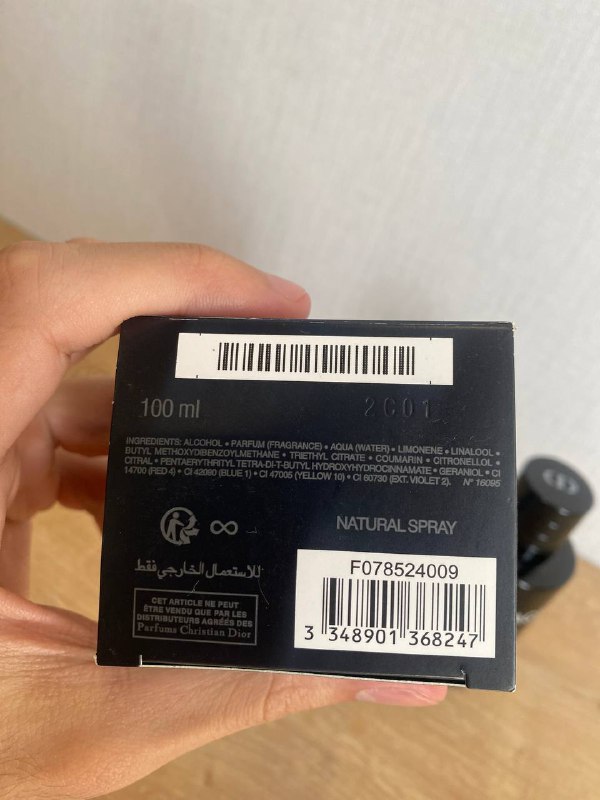 100 ml
2C01
INGREDIENTS: ALCOHOL • PARFUM (FRAGRANCE) • AQUA (WATER) • LIMONENE • LINALOOL •
BUTYL METHOXYDIBENZOYLMETHANE • TRIETHYL CITRATE • COUMARIN • CITRONELLOL •
CITRAL • PENTAERYTHRITYL TETRA-DI-T-BUTYL HYDROXYHYDROCINNAMATE • GERANIOL • CI
14700 (RED 4) • CI 42090 (BLUE 1) • CI 47005 (YELLOW 10) • CI 60730 (EXT. VIOLET 2). N° 16095
NATURAL SPRAY
للاستعمال الخارجي فقط
CET ARTICLE NE PEUT
ÊTRE VENDU QUE PAR LES
DISTRIBUTEURS AGRÉÉS DES
Parfums Christian Dior
F078524009
3 348901 368247